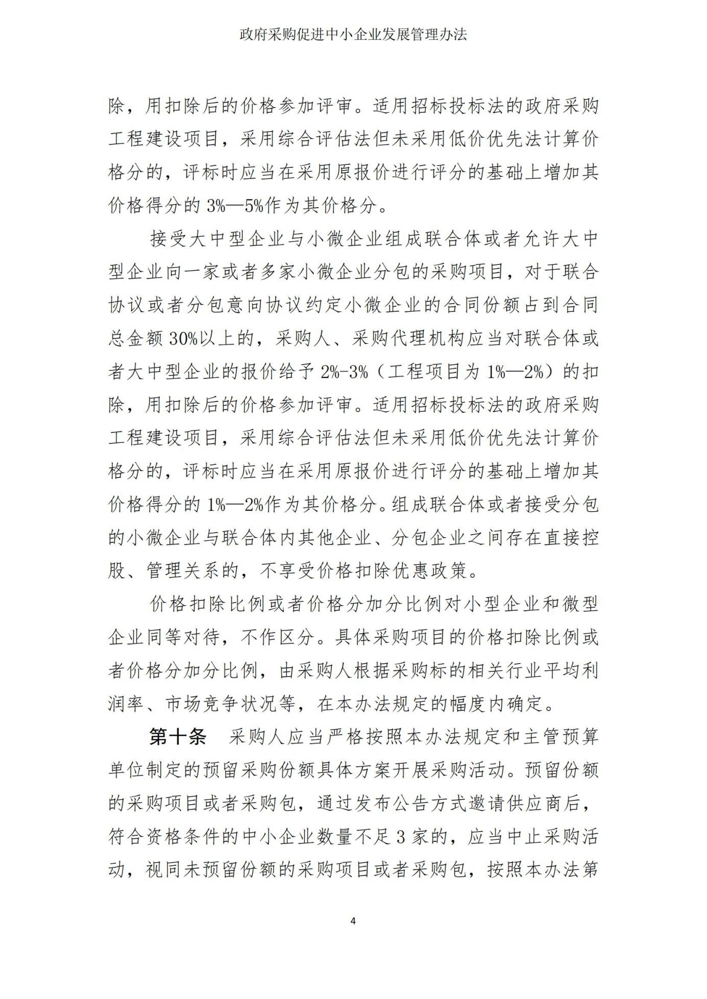 政府采购促进中小企业发展管理办法
除，用扣除后的价格参加评审。适用招标投标法的政府采购
工程建设项目，采用综合评估法但未采用低价优先法计算价
格分的，评标时应当在采用原报价进行评分的基础上增加其
价格得分的 3%—5%作为其价格分。
接受大中型企业与小微企业组成联合体或者允许大中
型企业向一家或者多家小微企业分包的采购项目，对于联合
协议或者分包意向协议约定小微企业的合同份额占到合同
总金额 30%以上的，采购人、采购代理机构应当对联合体或
者大中型企业的报价给予 2%-3%（工程项目为 1%—2%）的扣
除，用扣除后的价格参加评审。适用招标投标法的政府采购
工程建设项目，采用综合评估法但未采用低价优先法计算价
格分的，评标时应当在采用原报价进行评分的基础上增加其
价格得分的 1%—2%作为其价格分。组成联合体或者接受分包
的小微企业与联合体内其他企业、分包企业之间存在直接控
股、管理关系的，不享受价格扣除优惠政策。
价格扣除比例或者价格分加分比例对小型企业和微型
企业同等对待，不作区分。具体采购项目的价格扣除比例或
者价格分加分比例，由采购人根据采购标的相关行业平均利
润率、市场竞争状况等，在本办法规定的幅度内确定。
第十条 采购人应当严格按照本办法规定和主管预算
单位制定的预留采购份额具体方案开展采购活动。预留份额
的采购项目或者采购包，通过发布公告方式邀请供应商后，
符合资格条件的中小企业数量不足 3 家的，应当中止采购活
动，视同未预留份额的采购项目或者采购包，按照本办法第
4